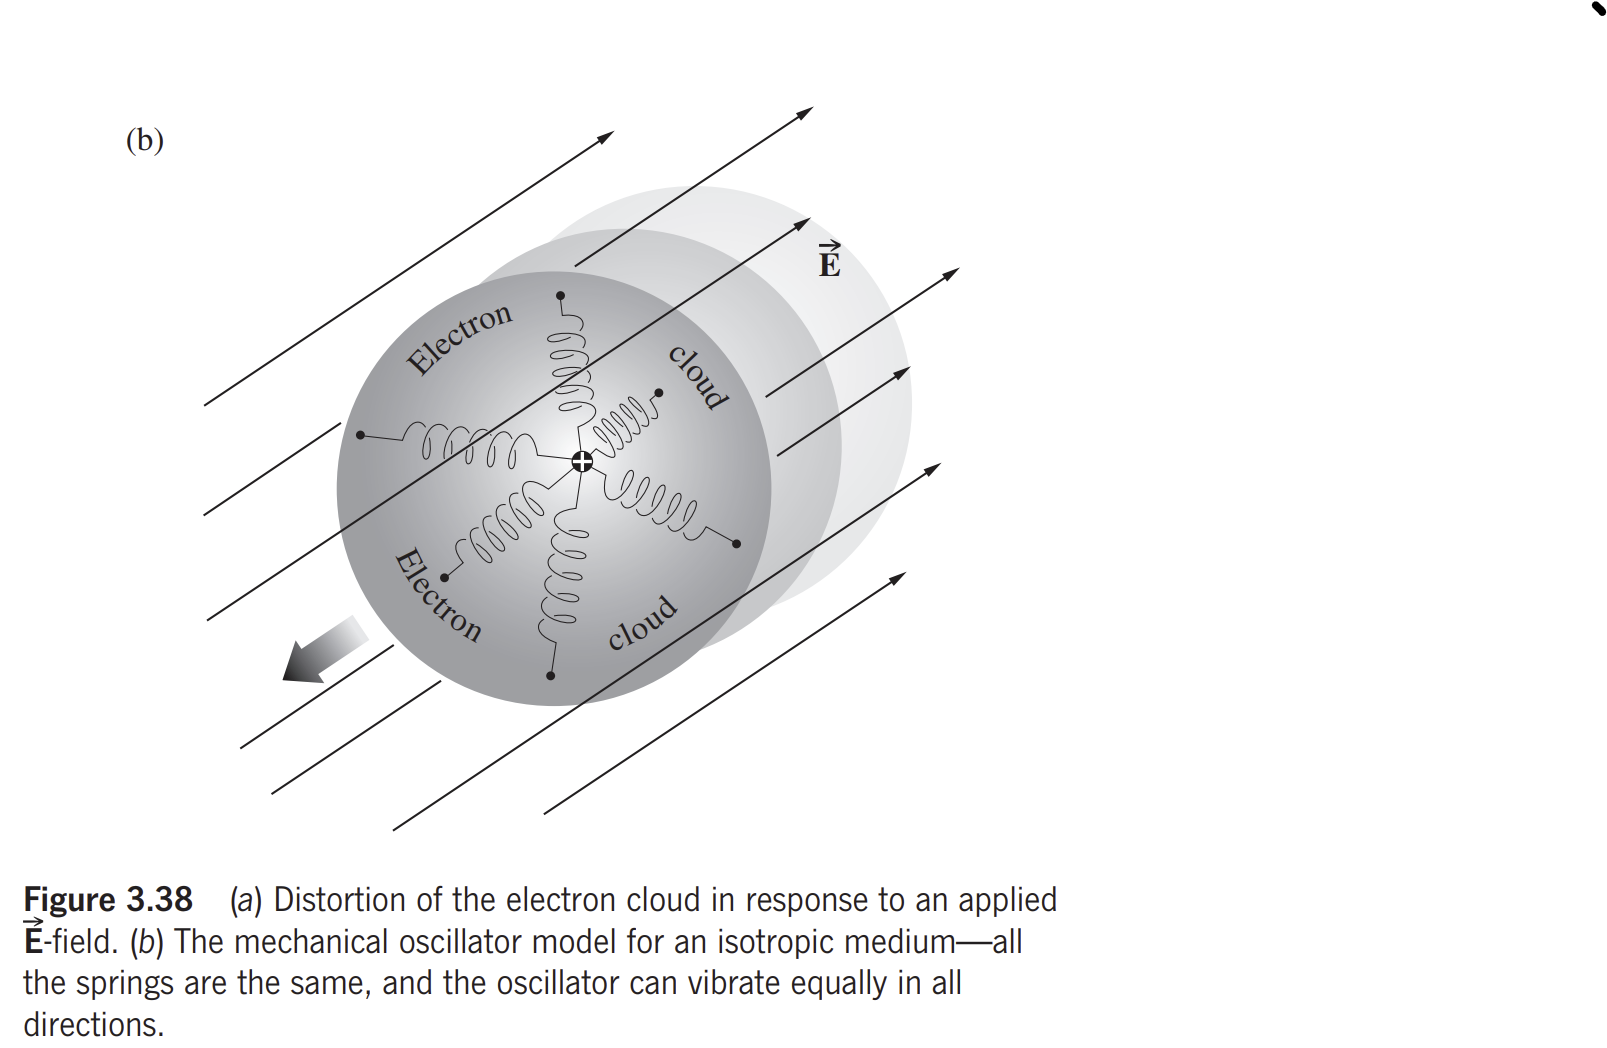 (b)
E
Electron
cloud
Electron
cloud
Figure 3.38 (a) Distortion of the electron cloud in response to an applied
E-field. (b) The mechanical oscillator model for an isotropic medium—all
the springs are the same, and the oscillator can vibrate equally in all
directions.